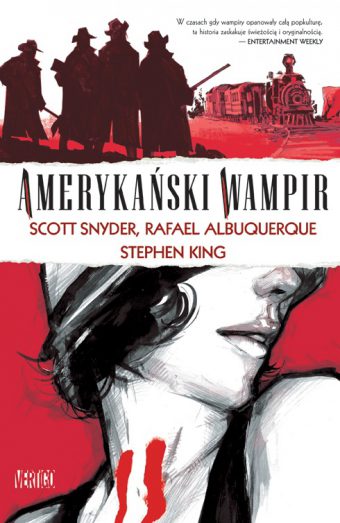 W czasach gdy wampiry opanowały całą popkulturę,
ta historia zaskakuje świeżością i oryginalnością.
— ENTERTAINMENT WEEKLY
AMERYKAŃSKI WAMPIR
SCOTT SNYDER, RAFAEL ALBUQUERQUE
STEPHEN KING
VERTIGO